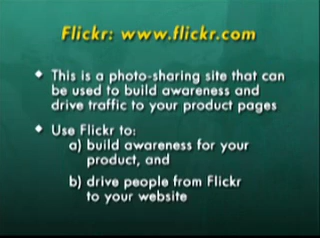 Flickr: www.flickr.com
◆ This is a photo-sharing site that can
be used to build awareness and
drive traffic to your product pages
◆ Use Flickr to:
a) build awareness for your
product, and
b) drive people from Flickr
to your website